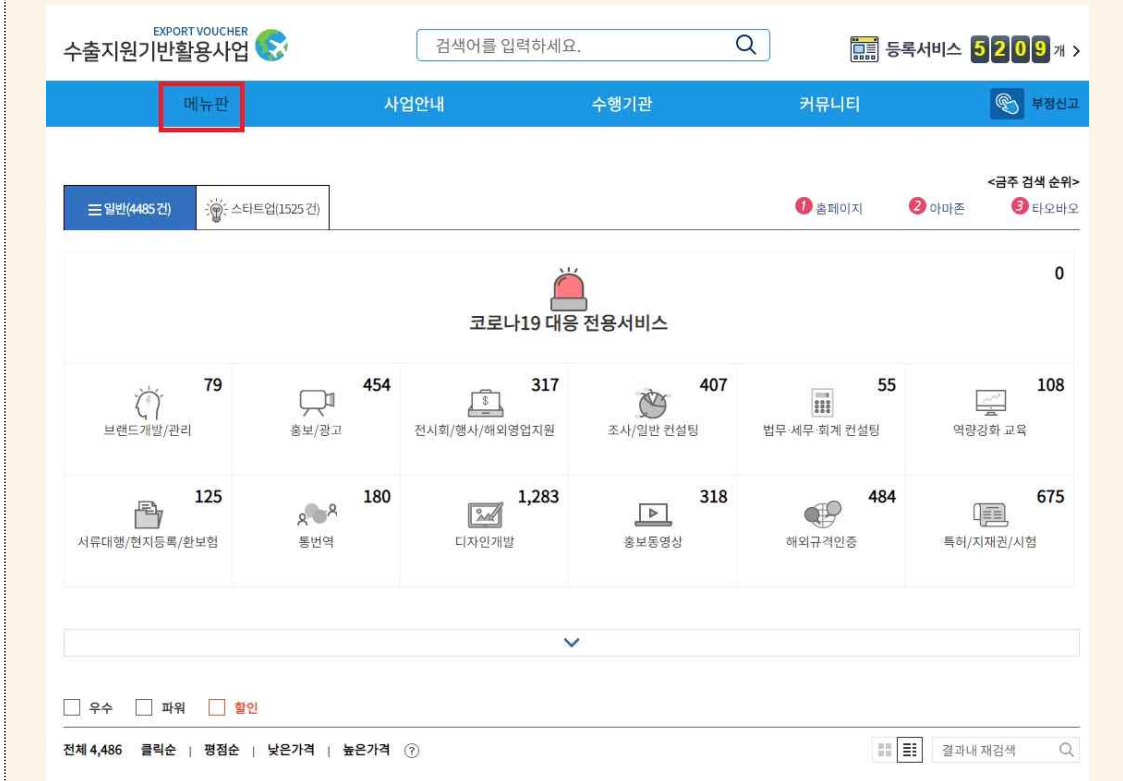 EXPORT VOUCHER
수출지원기반활용사업
검색어를 입력하세요.
등록서비스 5209개 >
메뉴판 사업안내 수행기관 커뮤니티 부정신고
<금주 검색 순위>
일반(4485건) 스타트업(1525건) 1 홈페이지 2 아마존 3 타오바오
0
코로나19 대응 전용서비스
79 454 317 407 55 108
브랜드개발/관리 홍보/광고 전시회/행사/해외영업지원 조사/일반 컨설팅 법무·세무·회계 컨설팅 역량강화 교육
125 180 1,283 318 484 675
서류대행/현지등록/환보험 통번역 디자인개발 홍보동영상 해외규격인증 특허/지재권/시험
우수 파워 할인
전체 4,486 클릭순 | 평점순 | 낮은가격 | 높은가격 ? 결과내 재검색